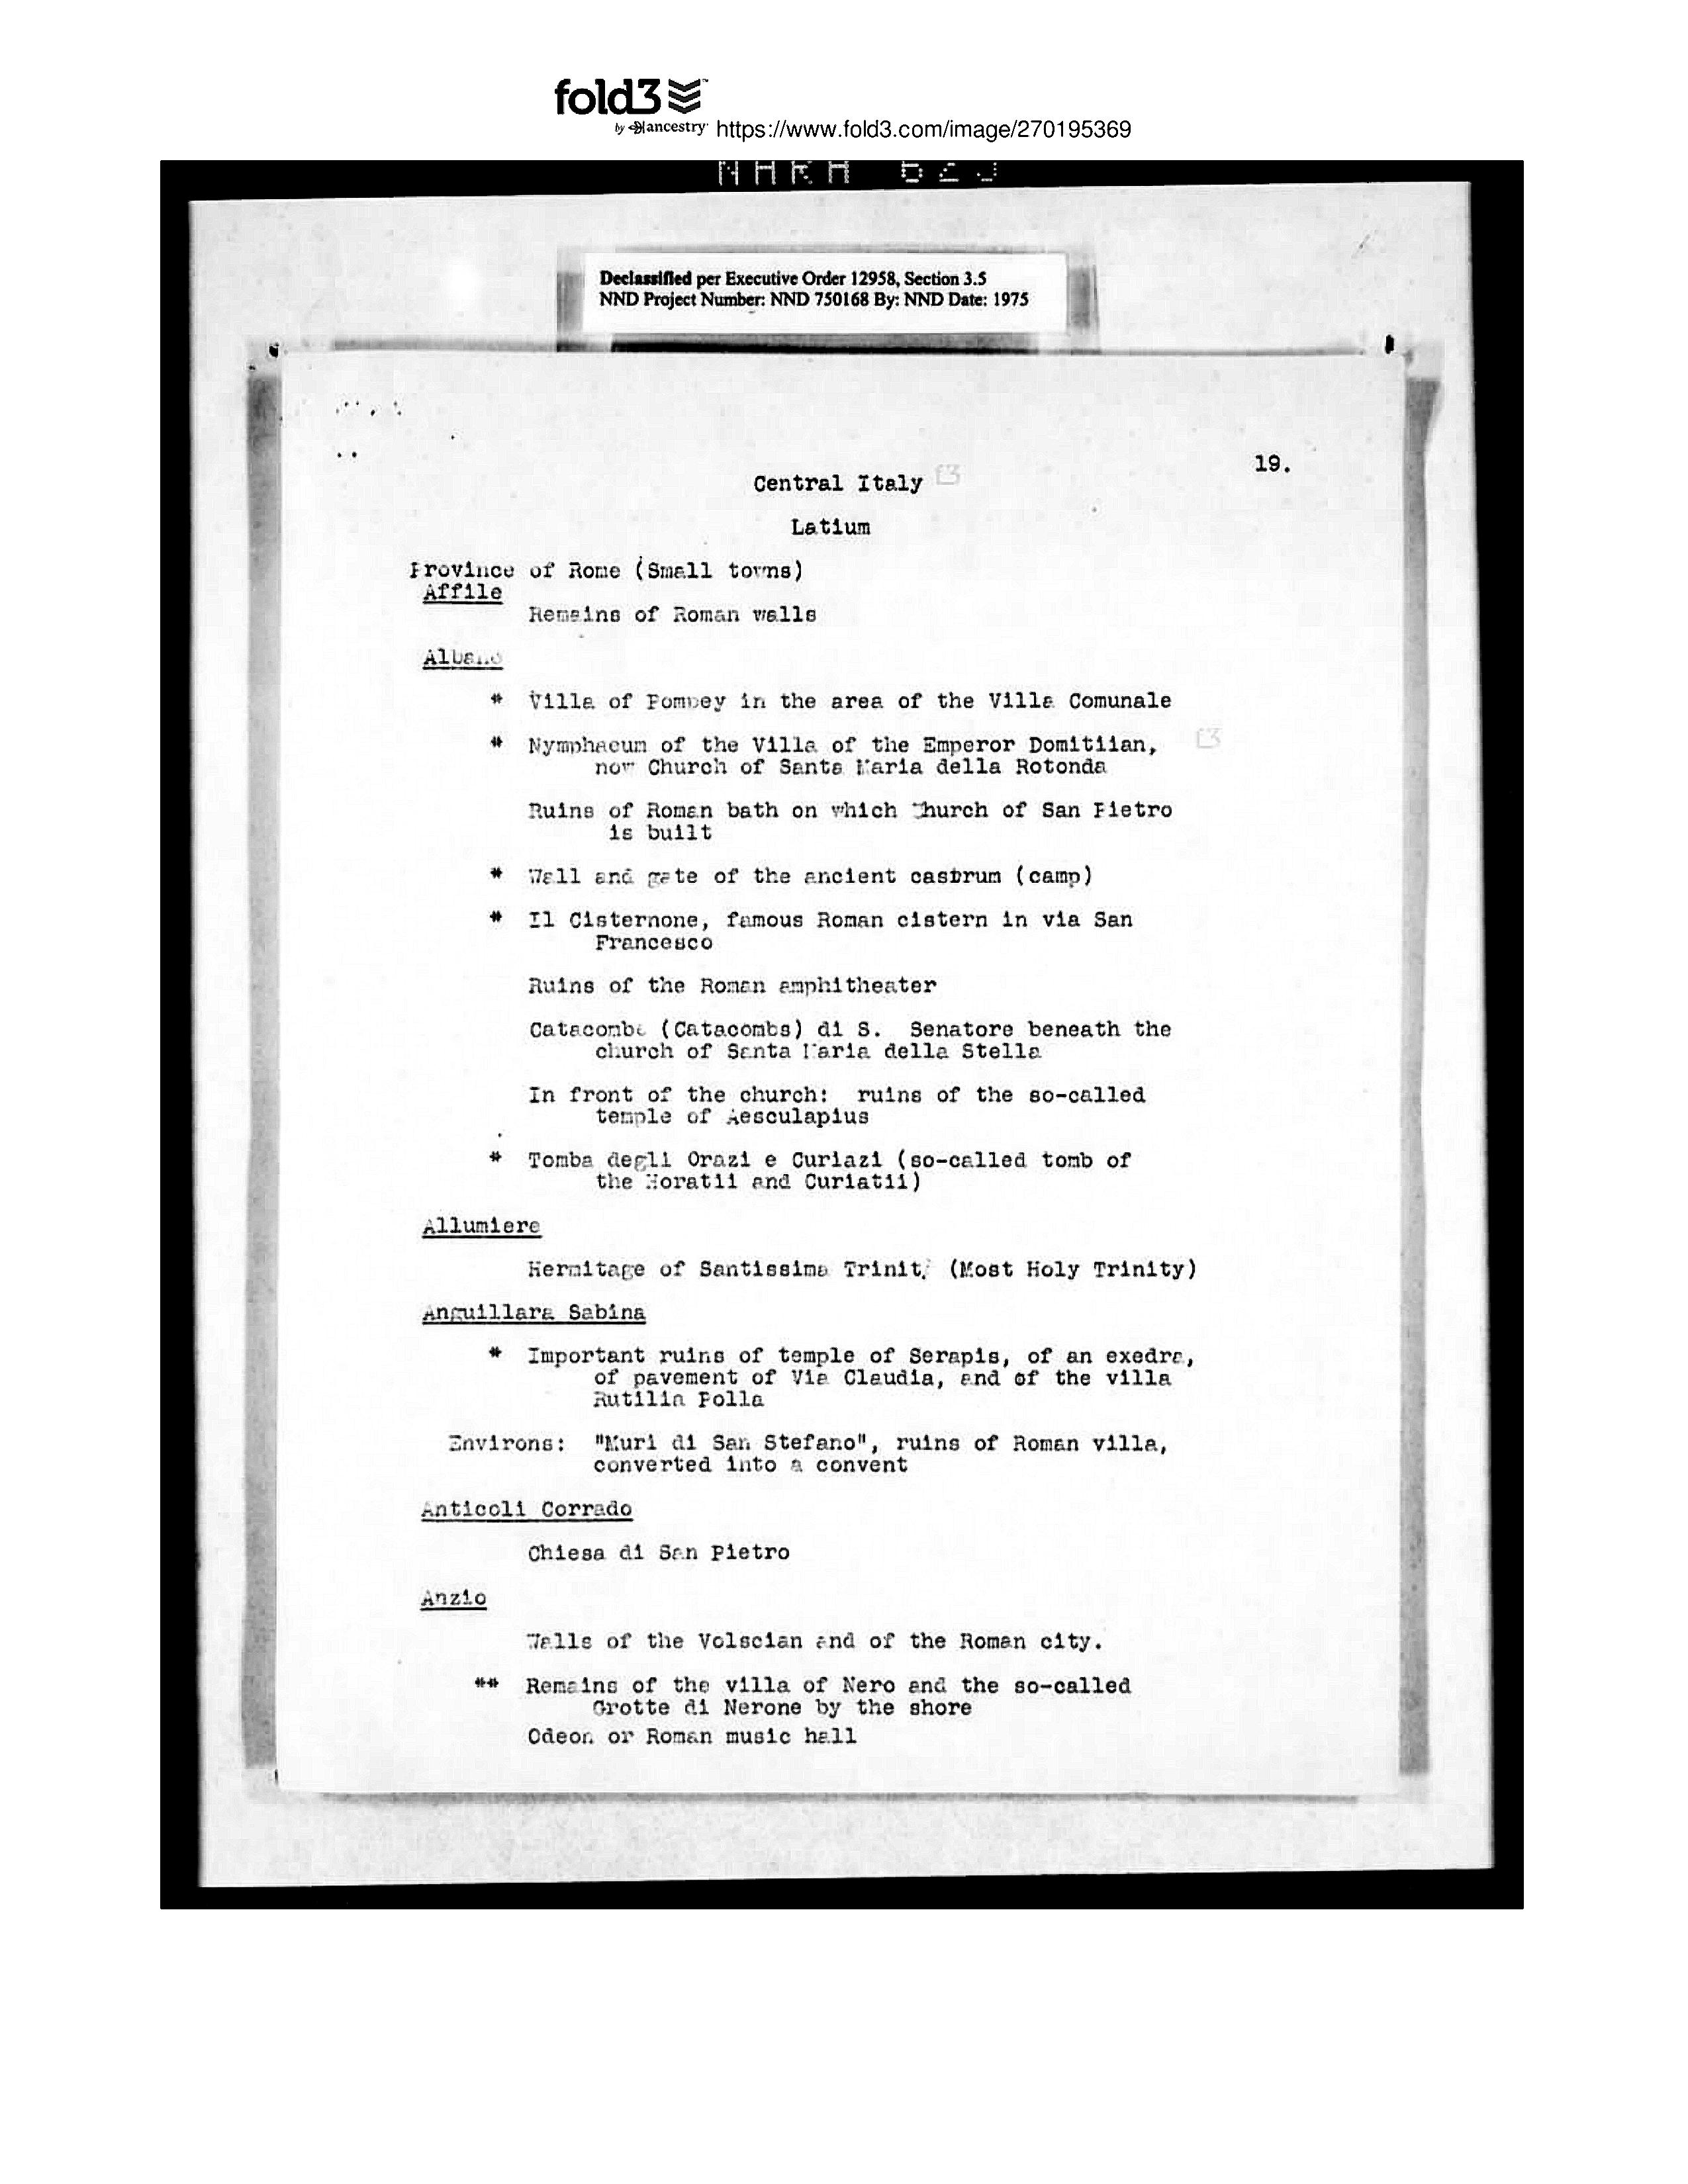 fold3
by ancestry https://www.fold3.com/image/270195369
NARA
Declassified per Executive Order 12958, Section 3.5
NND Project Number: NND 750168 By: NND Date: 1975
19.
Central Italy
Latium
Province of Rome (Small towns)
Affile
Remains of Roman walls
Albano
* Villa of Pompey in the area of the Villa Comunale
* Nymphaeum of the Villa of the Emperor Domitiian,
now Church of Santa Maria della Rotonda
Ruins of Roman bath on which Church of San Pietro
is built
* Wall and gate of the ancient castrum (camp)
* Il Cisternone, famous Roman cistern in via San
Francesco
Ruins of the Roman amphitheater
(Catacombs) di S. Senatore beneath the
church of Santa Maria della Stella
In front of the church: ruins of the so-called
temple of Aesculapius
* Tomba degli Orazi e Curiazi (so-called tomb of
the Horatii and Curiatii)
Allumiere
Hermitage of Santissima (Most Holy Trinity)
Anguillara Sabina
* Important ruins of temple of Serapis, of an exedra,
of pavement of Via Claudia, and of the villa
Rutilia Polla
Environs: "Muri di San Stefano", ruins of Roman villa,
converted into a convent
Anticoli Corrado
Chiesa di San Pietro
Anzio
Walls of the Volscian and of the Roman city.
** Remains of the villa of Nero and the so-called
Grotte di Nerone by the shore
Odeon or Roman music hall